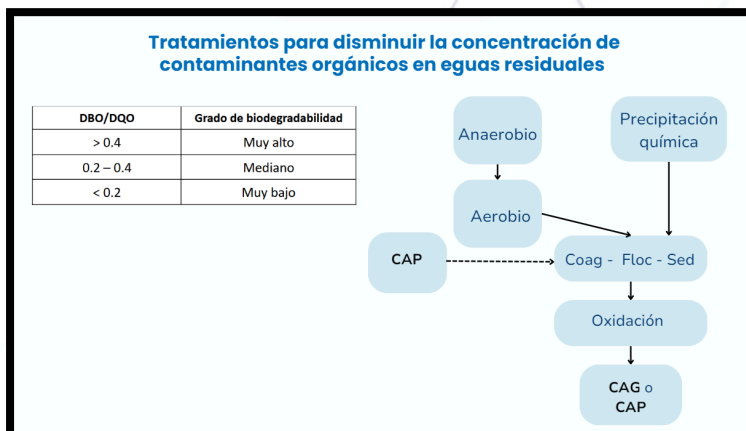 Tratamientos para disminuir la concentración de
contaminantes orgánicos en eguas residuales
DBO/DQO Grado de biodegradabilidad
> 0.4 Muy alto
0.2 – 0.4 Mediano
< 0.2 Muy bajo
Anaerobio
Precipitación
química
Aerobio
CAP
Coag - Floc - Sed
Oxidación
CAG o
CAP